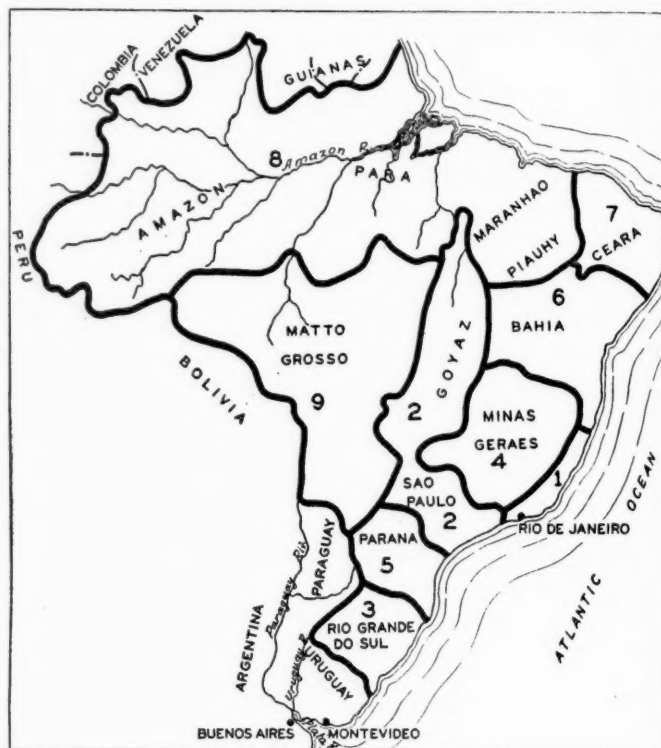 COLOMBIA
VENEZUELA
GUIANAS
8
Amazon R.
PARA
AMAZON
PERU
MARANHAO
PIAUHY
7
CEARA
6
BAHIA
MATTO
GROSSO
9
BOLIVIA
GOYAZ
2
MINAS
GERAES
4
1
SAO
PAULO
2
RIO DE JANEIRO
OCEAN
ATLANTIC
PARANA
5
PARAGUAY
Paraguay Riv.
ARGENTINA
3
RIO GRANDE
DO SUL
Uruguay R.
URUGUAY
BUENOS AIRES
MONTEVIDEO
Plata R.